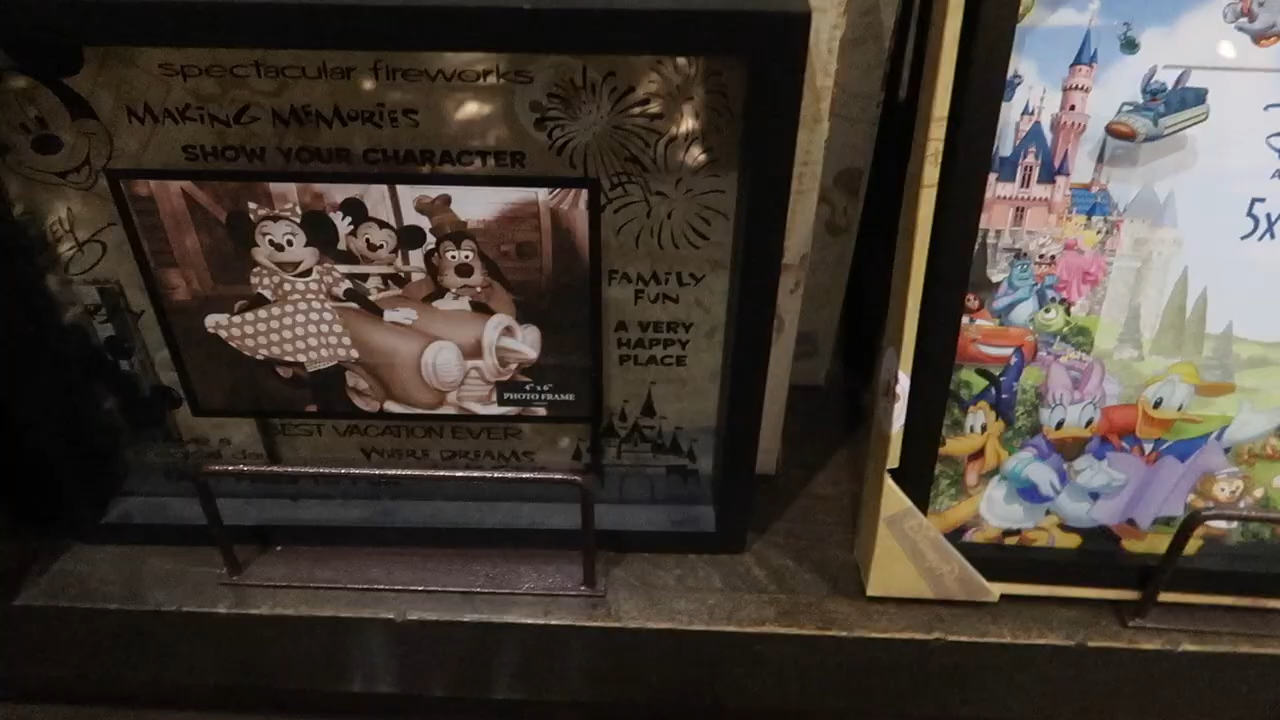 spectacular fireworks
MAKING MEMORIES
SHOW YOUR CHARACTER
FAMILY
FUN
A VERY
HAPPY
PLACE
4" x 6"
PHOTO FRAME
BEST VACATION EVER
WHERE DREAMS
5x